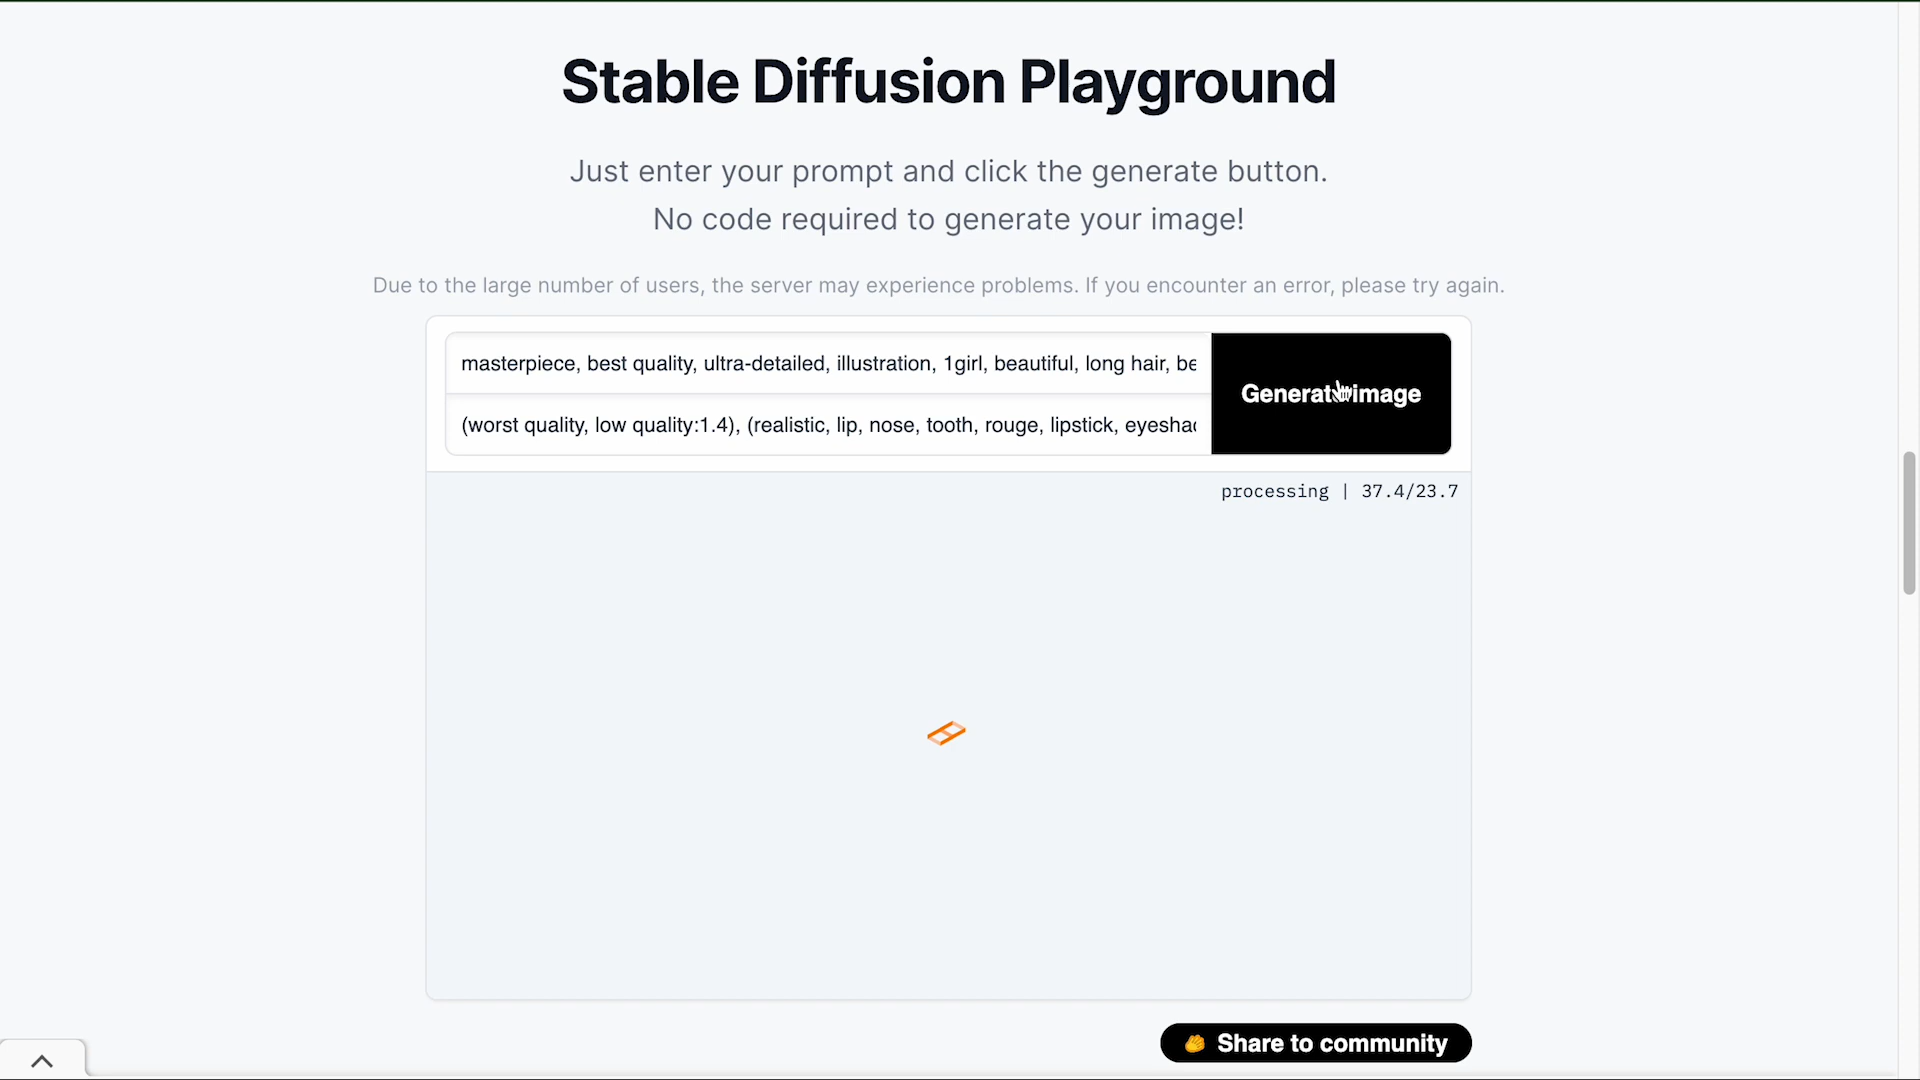 Stable Diffusion Playground
Just enter your prompt and click the generate button.
No code required to generate your image!
Due to the large number of users, the server may experience problems. If you encounter an error, please try again.
masterpiece, best quality, ultra-detailed, illustration, 1girl, beautiful, long hair, be
Generate image
(worst quality, low quality:1.4), (realistic, lip, nose, tooth, rouge, lipstick, eyeshad
processing | 37.4/23.7
Share to community